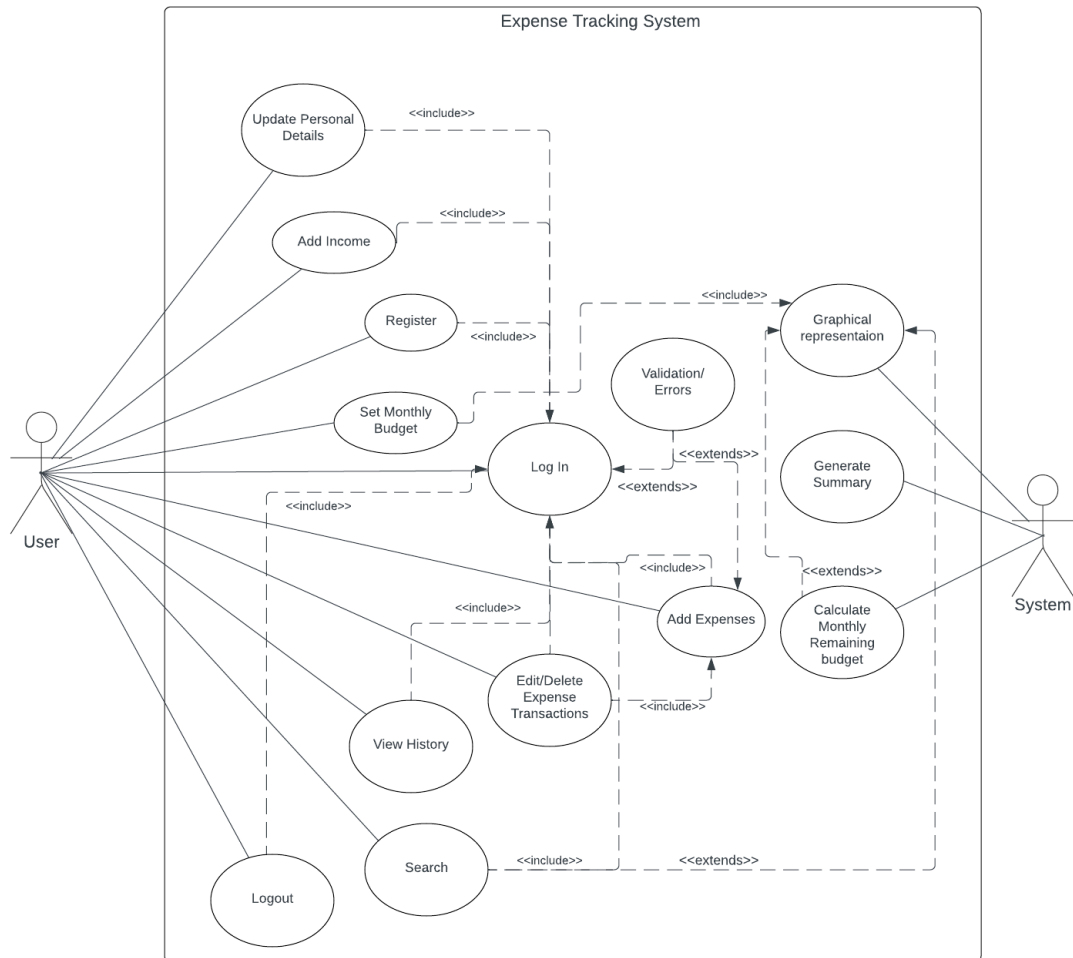 Expense Tracking System
Update Personal
Details
<<include>>
Add Income
<<include>>
Register
<<include>>
Set Monthly
Budget
<<include>>
Graphical
representaion
Validation/
Errors
Log In
<<extends>>
<<extends>>
Generate
Summary
<<include>>
User
System
<<include>>
<<extends>>
Add Expenses
Calculate
Monthly
Remaining
budget
<<include>>
Edit/Delete
Expense
Transactions
<<include>>
View History
Search
<<include>>
<<extends>>
Logout